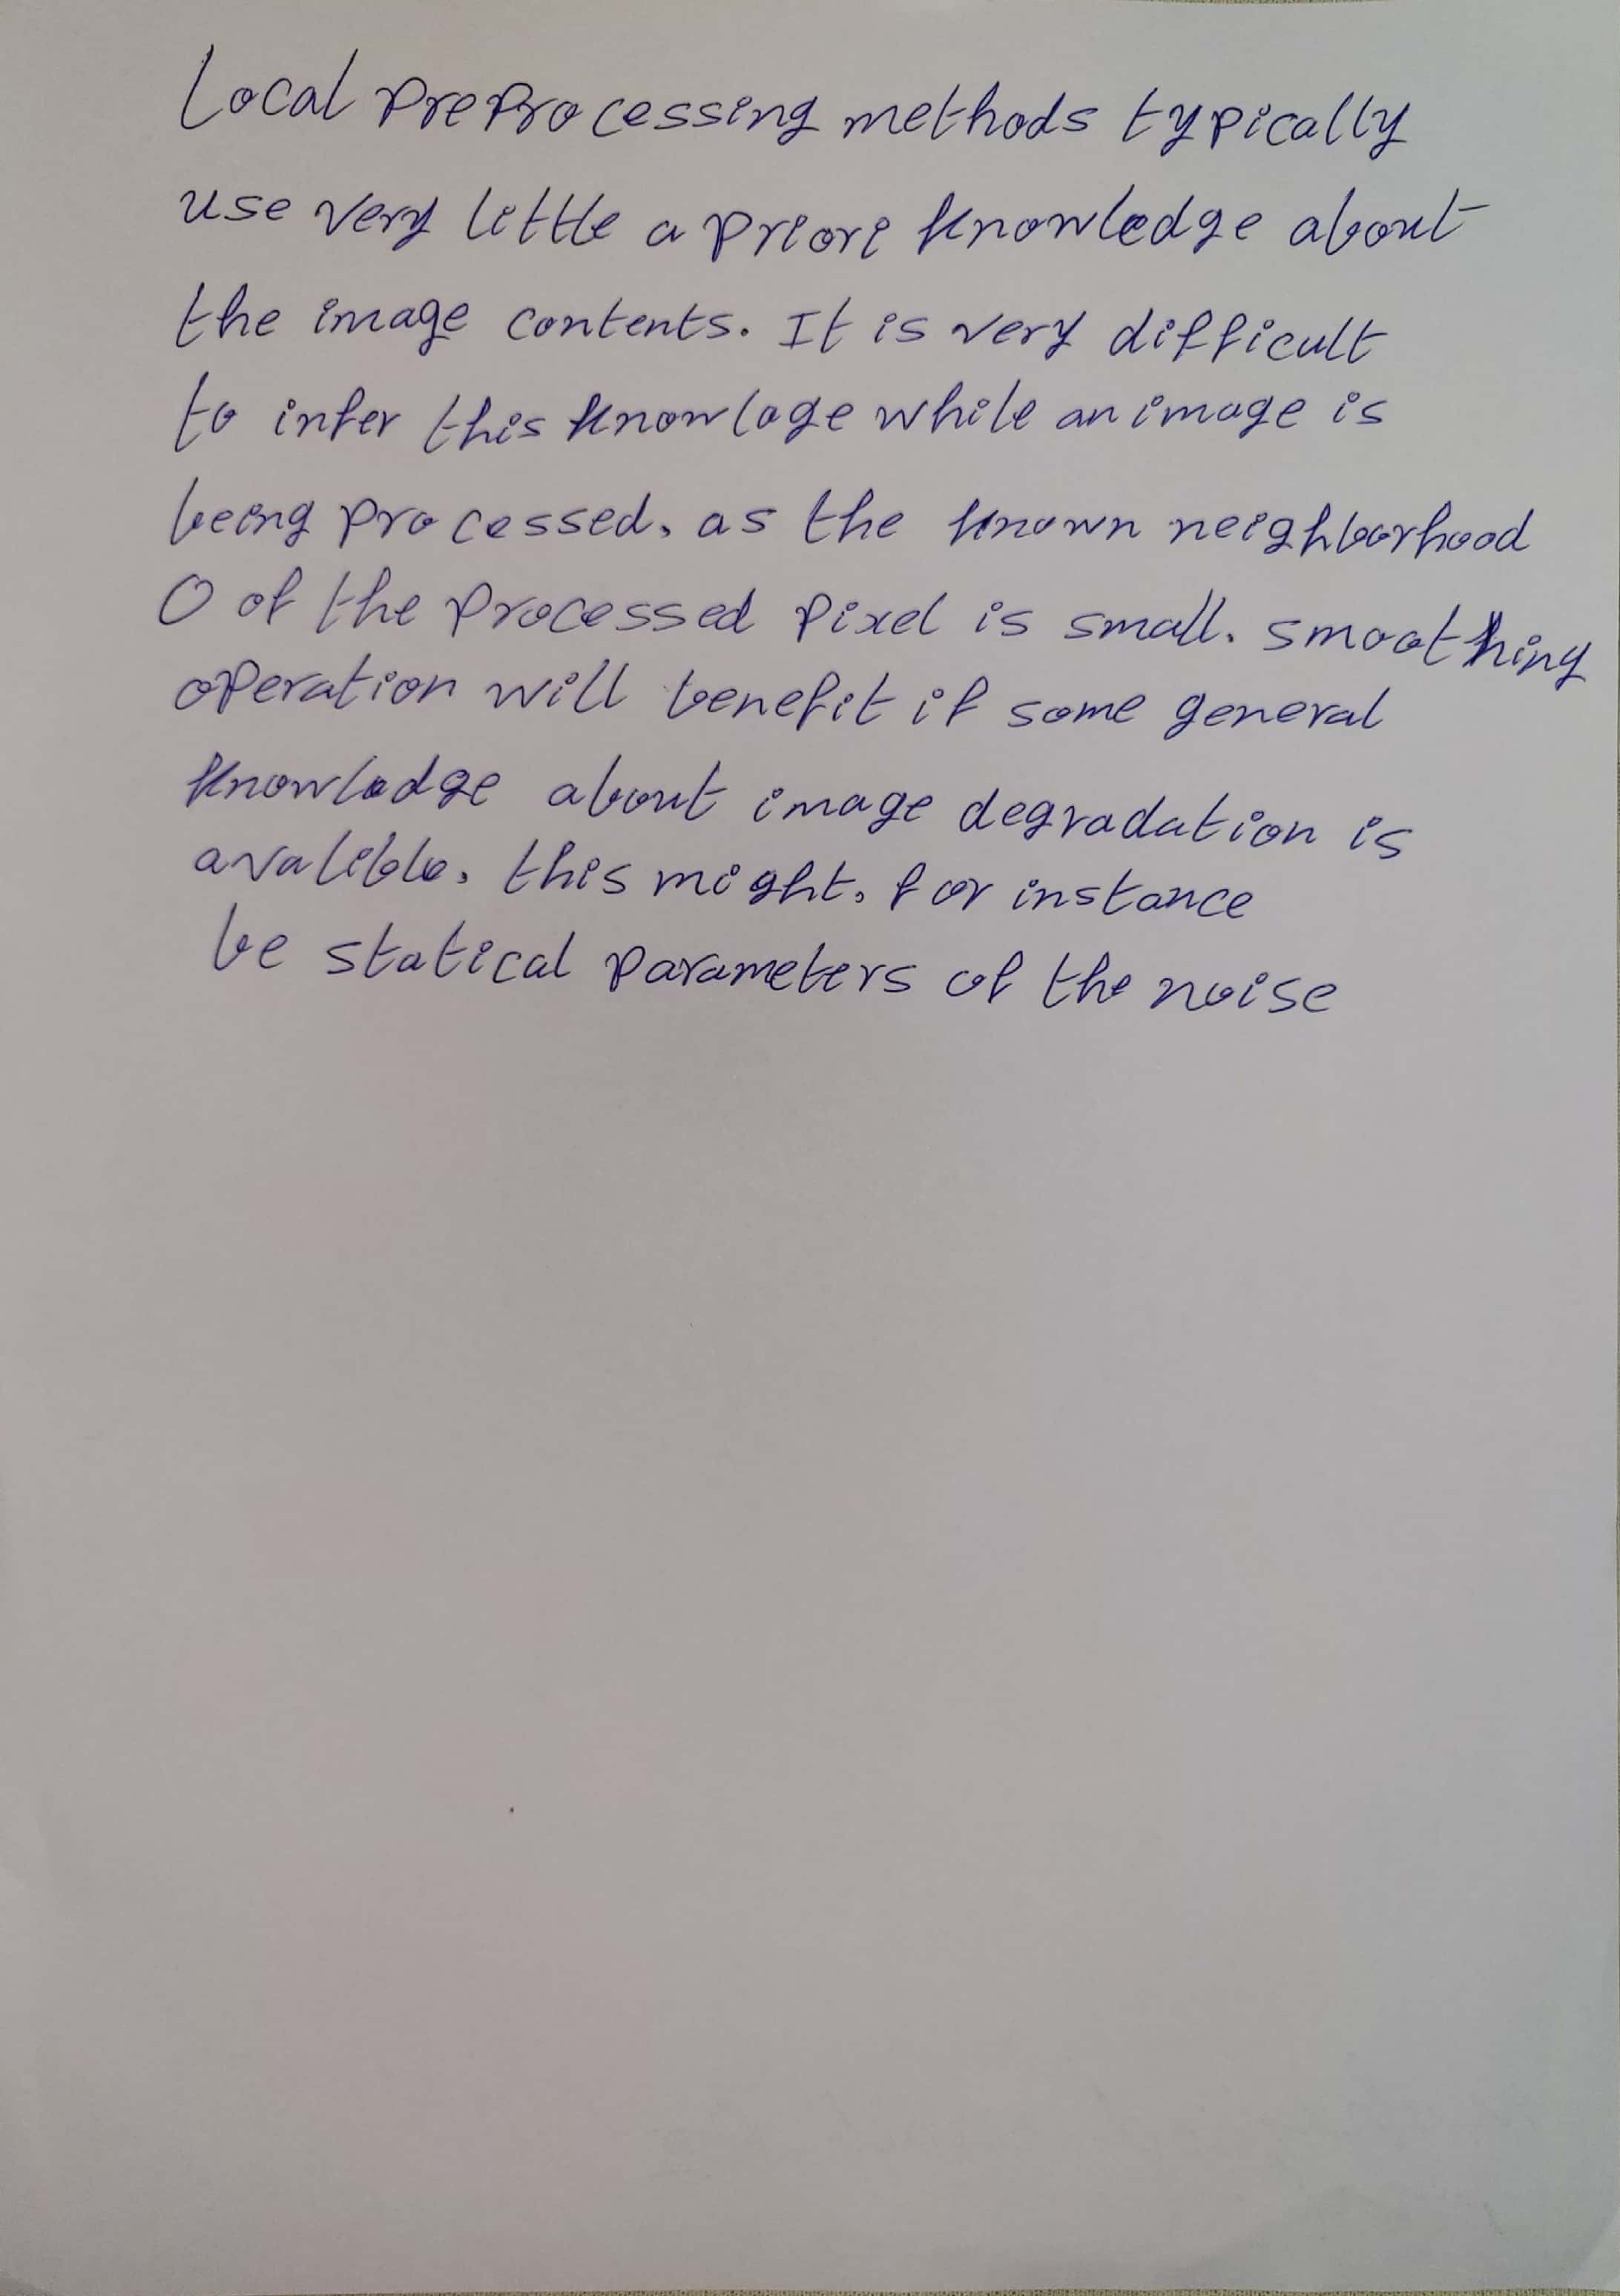 Local preprocessing methods typically
use very little a priori knowledge about
the image contents. It is very difficult
to infer this knowlage while an image is
being processed, as the known neighborhood
O of the processed pixel is small. smoothing
operation will benefit if some general
knowladge about image degradation is
avalible, this might, for instance
be statical parameters of the noise